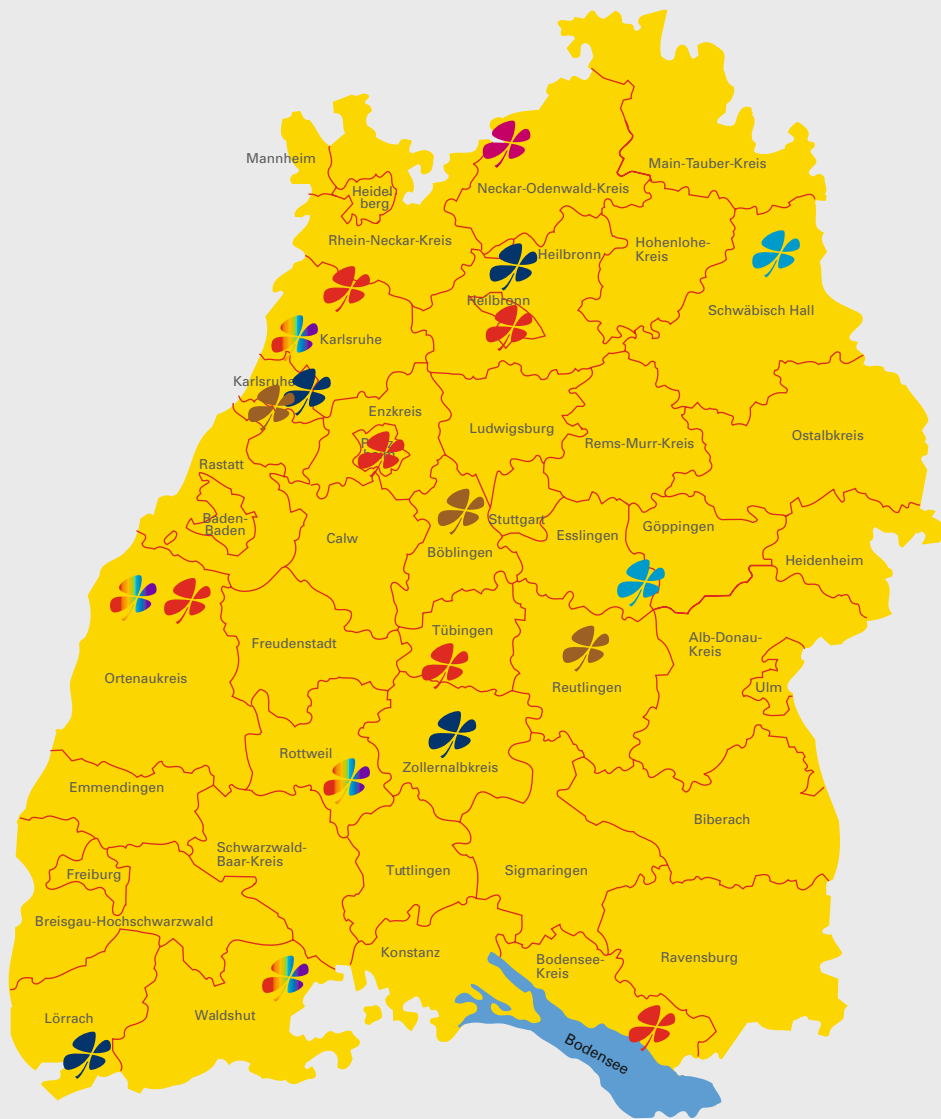 Mannheim
Main-Tauber-Kreis
Heidel
berg
Neckar-Odenwald-Kreis
Rhein-Neckar-Kreis
Heilbronn
Hohenlohe-
Kreis
Heilbronn
Schwäbisch Hall
Karlsruhe
Karlsruhe
Enzkreis
Ludwigsburg
Rems-Murr-Kreis
Ostalbkreis
Rastatt
Baden-
Baden
Calw
Böblingen
Stuttgart
Esslingen
Göppingen
Heidenheim
Freudenstadt
Tübingen
Alb-Donau-
Kreis
Ortenaukreis
Reutlingen
Ulm
Rottweil
Zollernalbkreis
Emmendingen
Biberach
Schwarzwald-
Baar-Kreis
Freiburg
Tuttlingen
Sigmaringen
Breisgau-Hochschwarzwald
Konstanz
Bodensee-
Kreis
Ravensburg
Lörrach
Waldshut
Bodensee